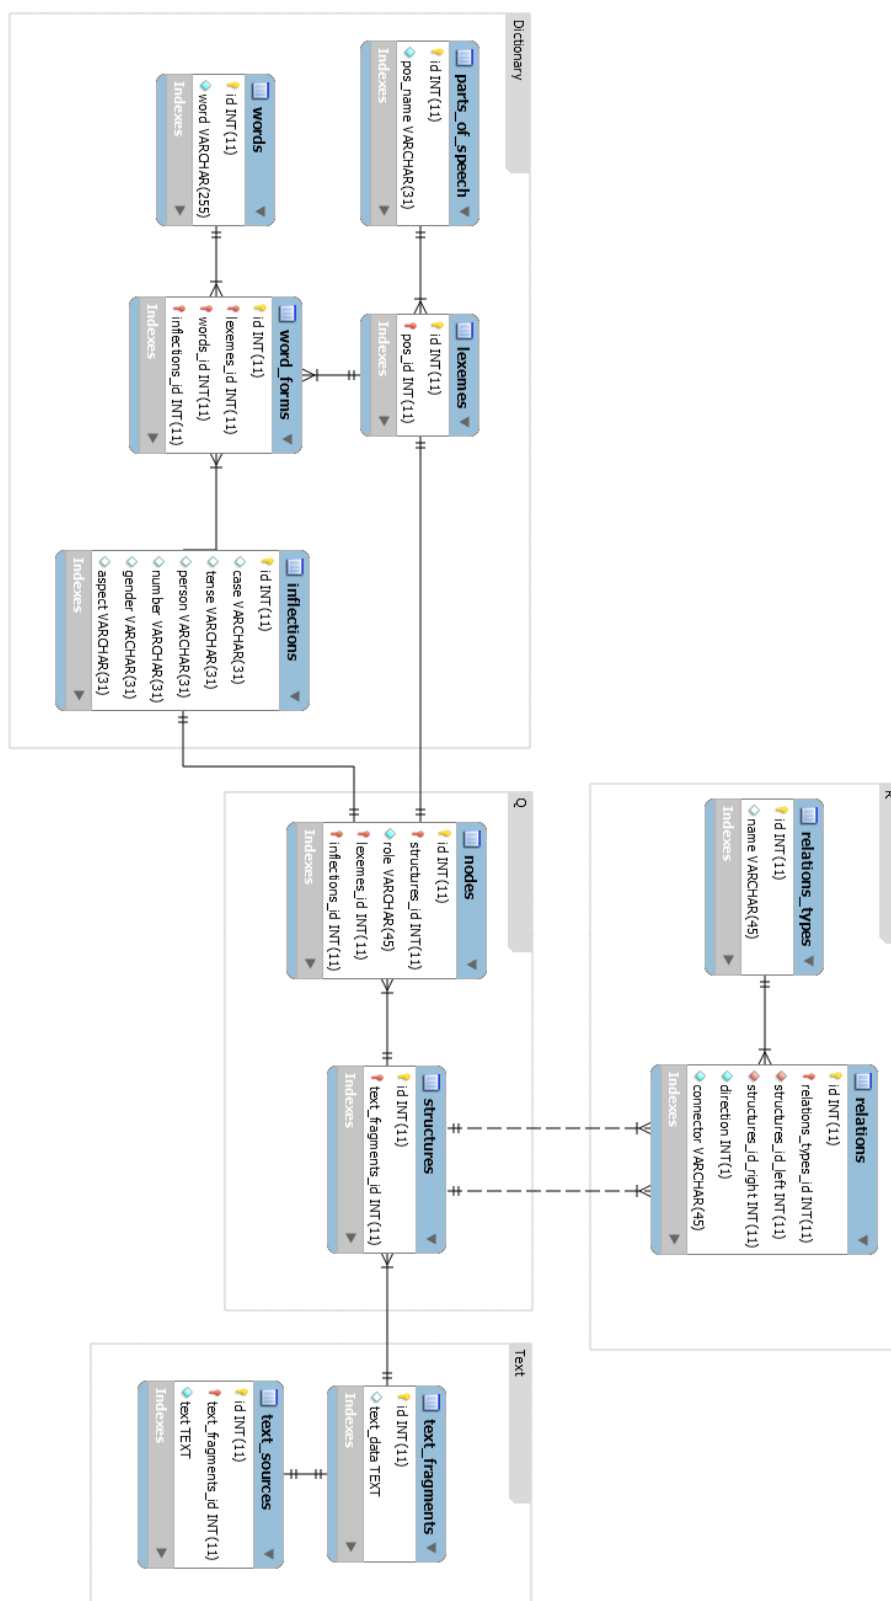 Dictionary
parts_of_speech
id INT(11)
pos_name VARCHAR(31)
Indexes
words
id INT(11)
word VARCHAR(255)
Indexes
lexemes
id INT(11)
pos_id INT(11)
Indexes
word_forms
id INT(11)
lexemes_id INT(11)
words_id INT(11)
inflections_id INT(11)
Indexes
inflections
id INT(11)
case VARCHAR(31)
tense VARCHAR(31)
person VARCHAR(31)
number VARCHAR(31)
gender VARCHAR(31)
aspect VARCHAR(31)
Indexes
R
relations_types
id INT(11)
name VARCHAR(45)
Indexes
relations
id INT(11)
relations_types_id INT(11)
structures_id_left INT(11)
structures_id_right INT(11)
direction INT(1)
connector VARCHAR(45)
Indexes
Q
nodes
id INT(11)
structures_id INT(11)
role VARCHAR(45)
lexemes_id INT(11)
inflections_id INT(11)
Indexes
structures
id INT(11)
text_fragments_id INT(11)
Indexes
Text
text_fragments
id INT(11)
text_data TEXT
Indexes
text_sources
id INT(11)
text_fragments_id INT(11)
text TEXT
Indexes